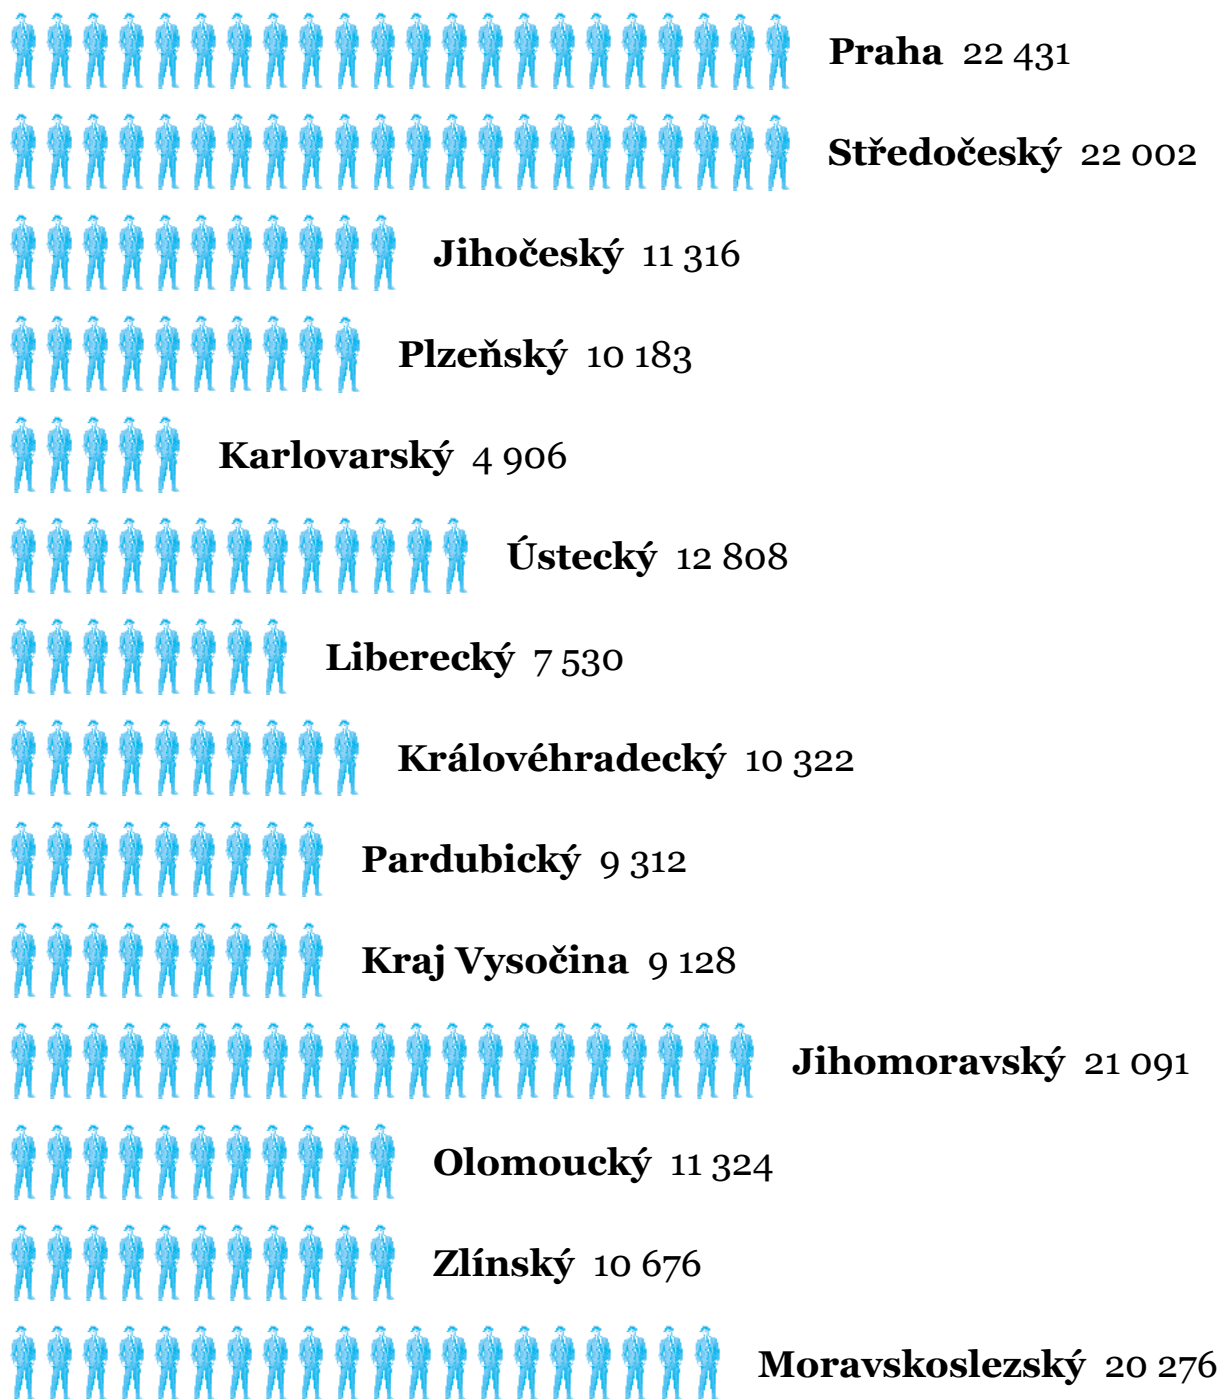 Praha 22 431
Středočeský 22 002
Jihočeský 11 316
Plzeňský 10 183
Karlovarský 4 906
Ústecký 12 808
Liberecký 7 530
Královéhradecký 10 322
Pardubický 9 312
Kraj Vysočina 9 128
Jihomoravský 21 091
Olomoucký 11 324
Zlínský 10 676
Moravskoslezský 20 276